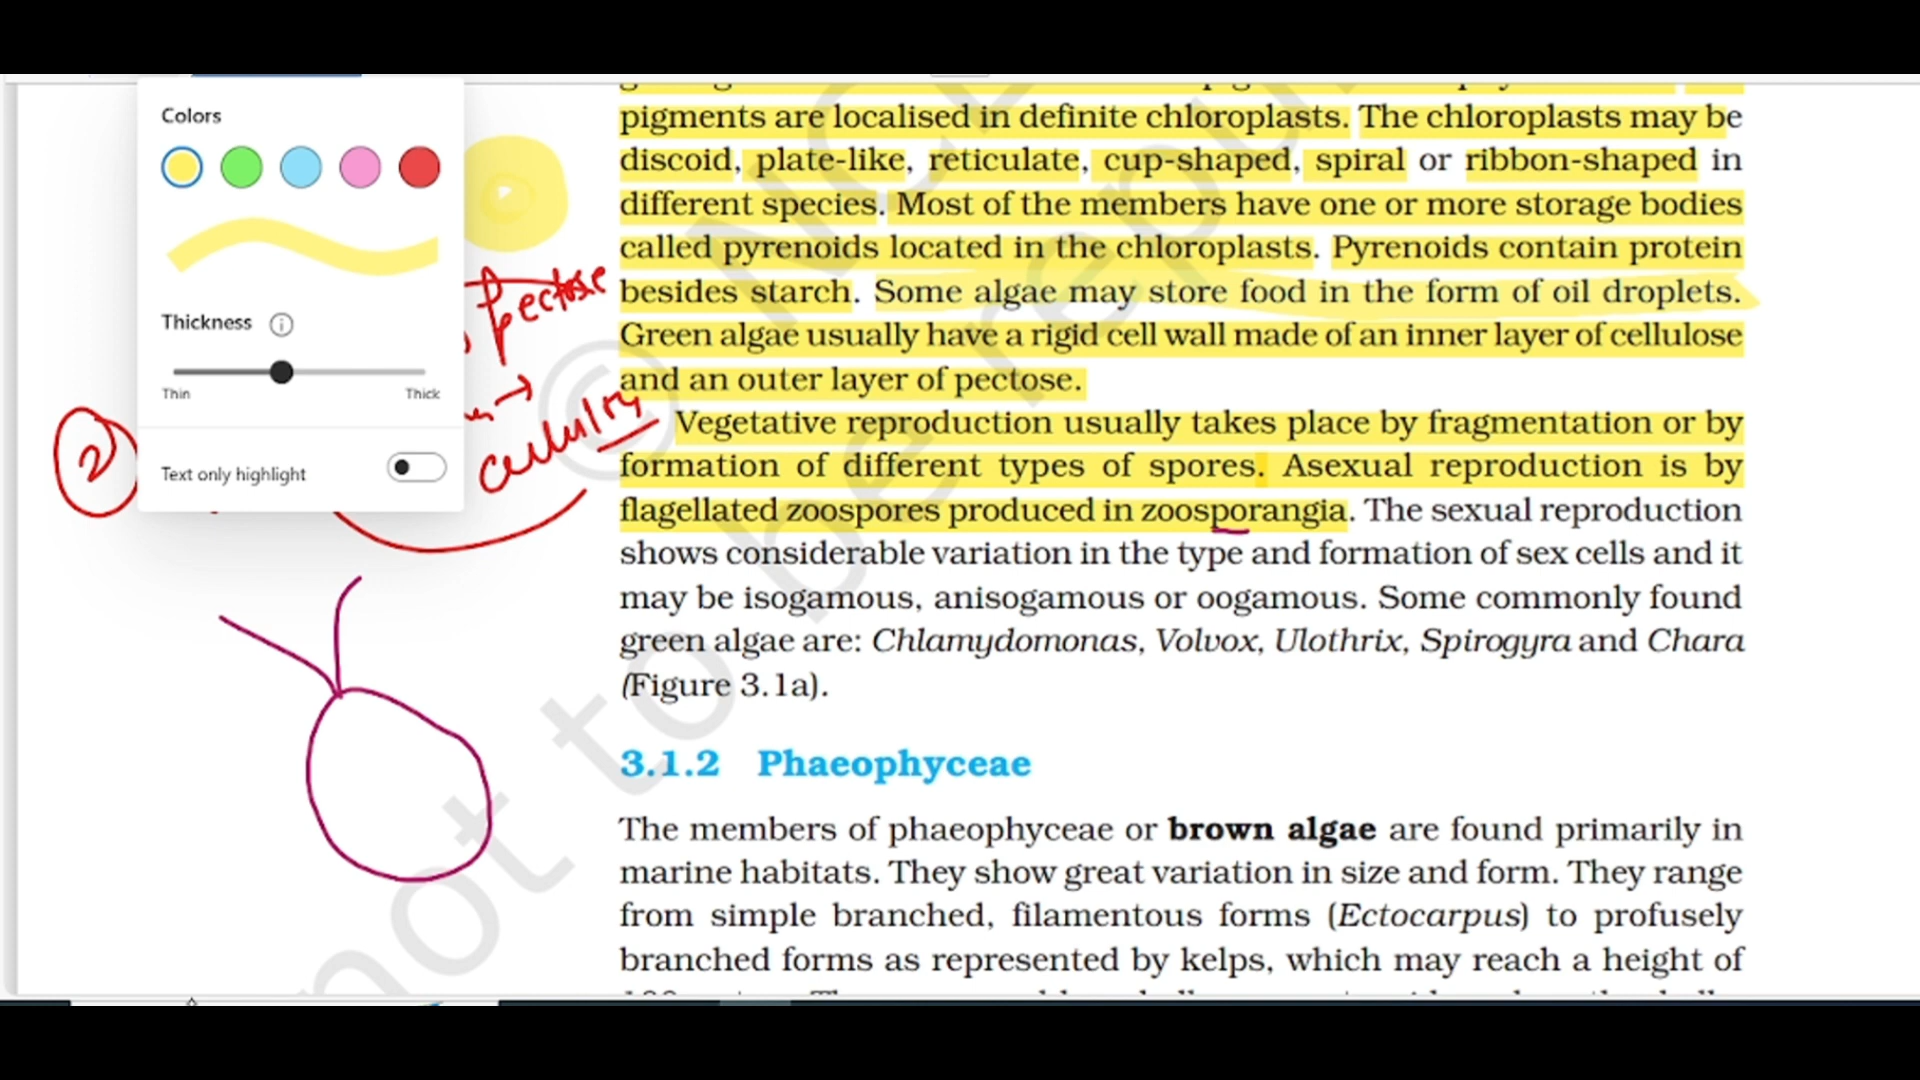 Colors
Thickness
Thin
Thick
Text only highlight
pectose
cellulose
2
pigments are localised in definite chloroplasts. The chloroplasts may be
discoid, plate-like, reticulate, cup-shaped, spiral or ribbon-shaped in
different species. Most of the members have one or more storage bodies
called pyrenoids located in the chloroplasts. Pyrenoids contain protein
besides starch. Some algae may store food in the form of oil droplets.
Green algae usually have a rigid cell wall made of an inner layer of cellulose
and an outer layer of pectose.
Vegetative reproduction usually takes place by fragmentation or by
formation of different types of spores. Asexual reproduction is by
flagellated zoospores produced in zoosporangia. The sexual reproduction
shows considerable variation in the type and formation of sex cells and it
may be isogamous, anisogamous or oogamous. Some commonly found
green algae are: Chlamydomonas, Volvox, Ulothrix, Spirogyra and Chara
(Figure 3.1a).
3.1.2 Phaeophyceae
The members of phaeophyceae or brown algae are found primarily in
marine habitats. They show great variation in size and form. They range
from simple branched, filamentous forms (Ectocarpus) to profusely
branched forms as represented by kelps, which may reach a height of
not to be repu
© NCE